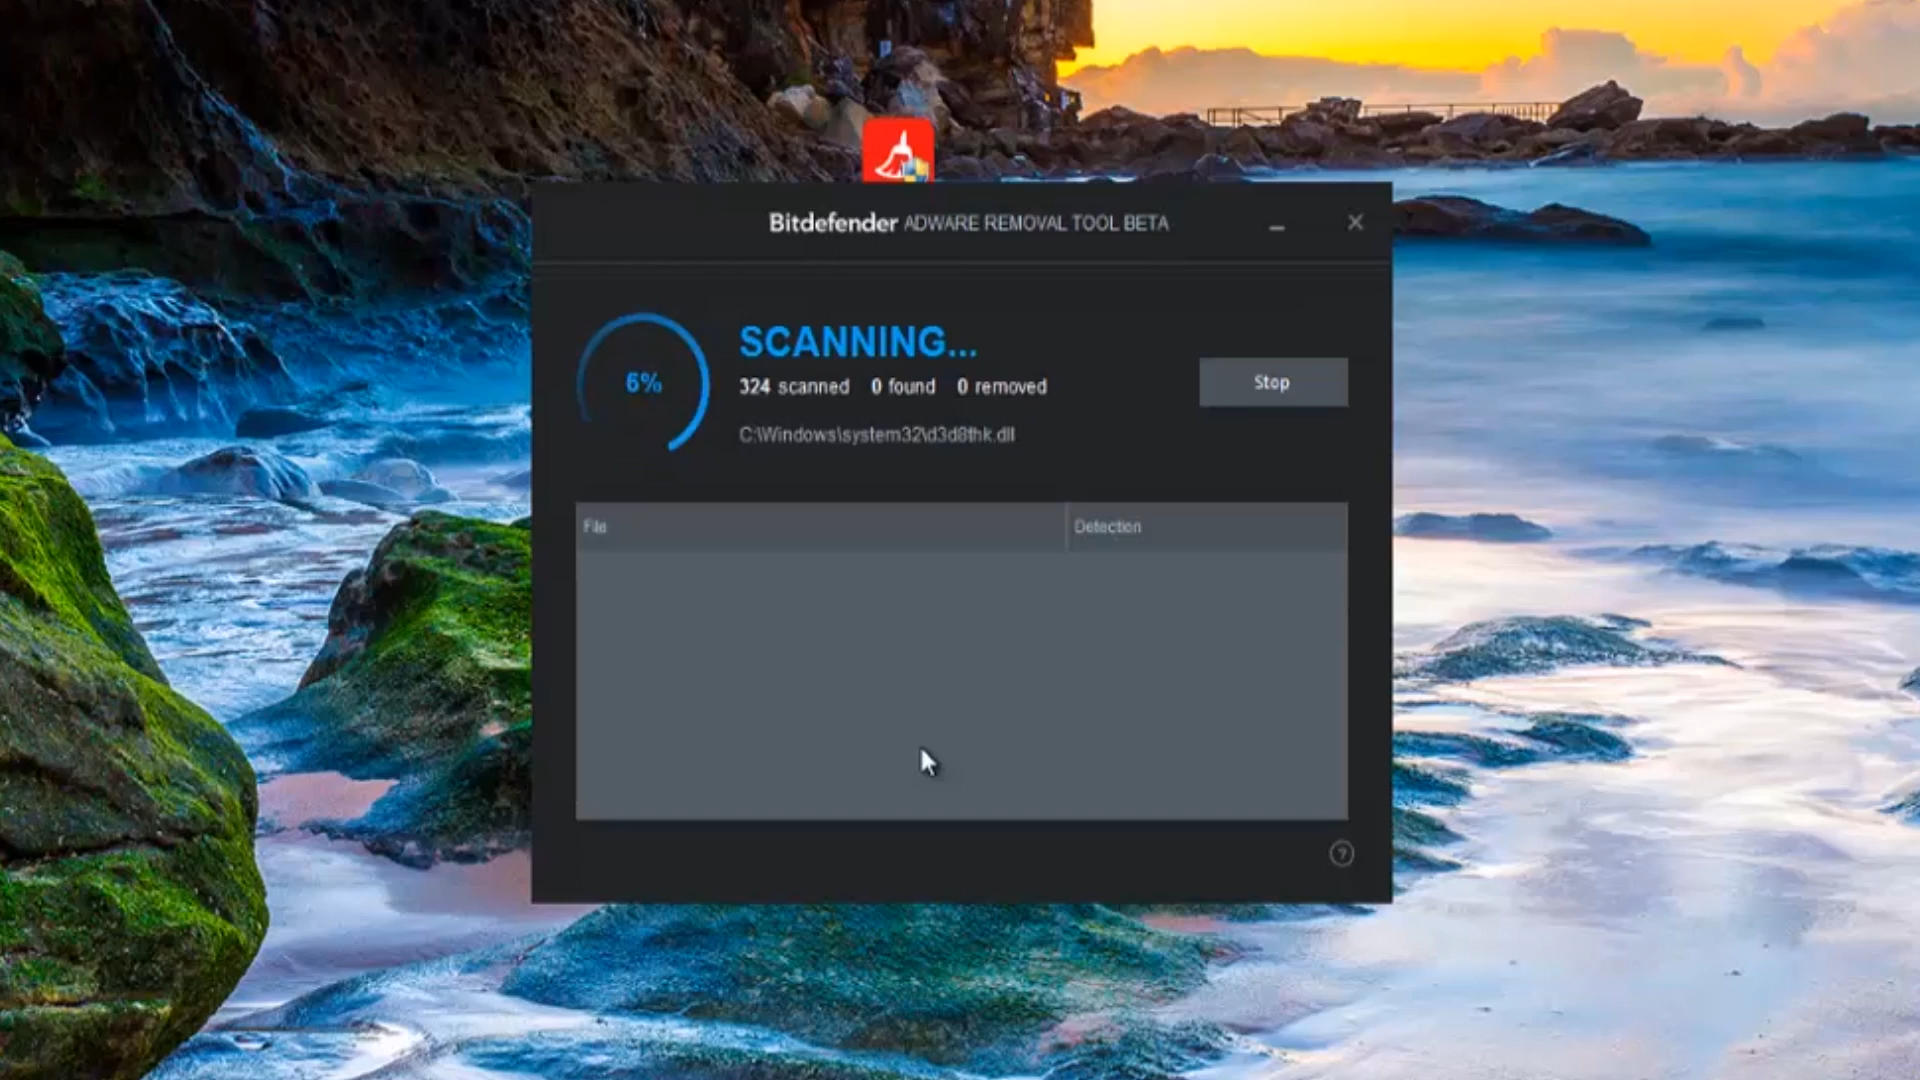 Bitdefender ADWARE REMOVAL TOOL BETA
SCANNING...
6%
324 scanned 0 found 0 removed
Stop
C:\Windows\system32\d3d8thk.dll
File Detection
?